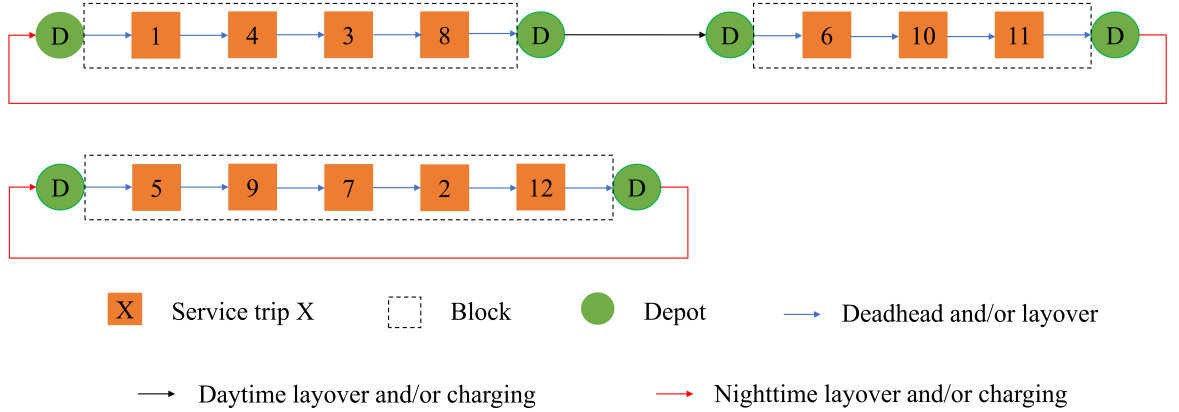 D 1 4 3 8 D D 6 10 11 D
D 5 9 7 2 12 D
X Service trip X Block Depot Deadhead and/or layover
Daytime layover and/or charging Nighttime layover and/or charging